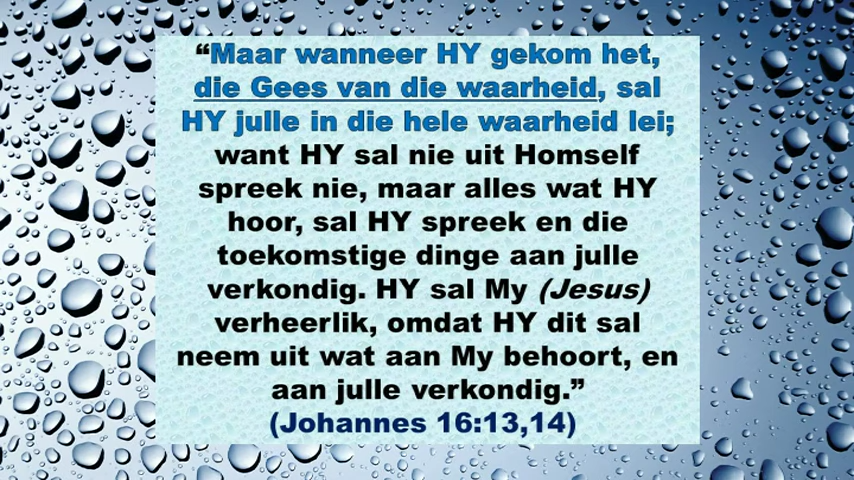 “Maar wanneer HY gekom het,
die Gees van die waarheid, sal
HY julle in die hele waarheid lei;
want HY sal nie uit Homself
spreek nie, maar alles wat HY
hoor, sal HY spreek en die
toekomstige dinge aan julle
verkondig. HY sal My (Jesus)
verheerlik, omdat HY dit sal
neem uit wat aan My behoort, en
aan julle verkondig.”
(Johannes 16:13,14)